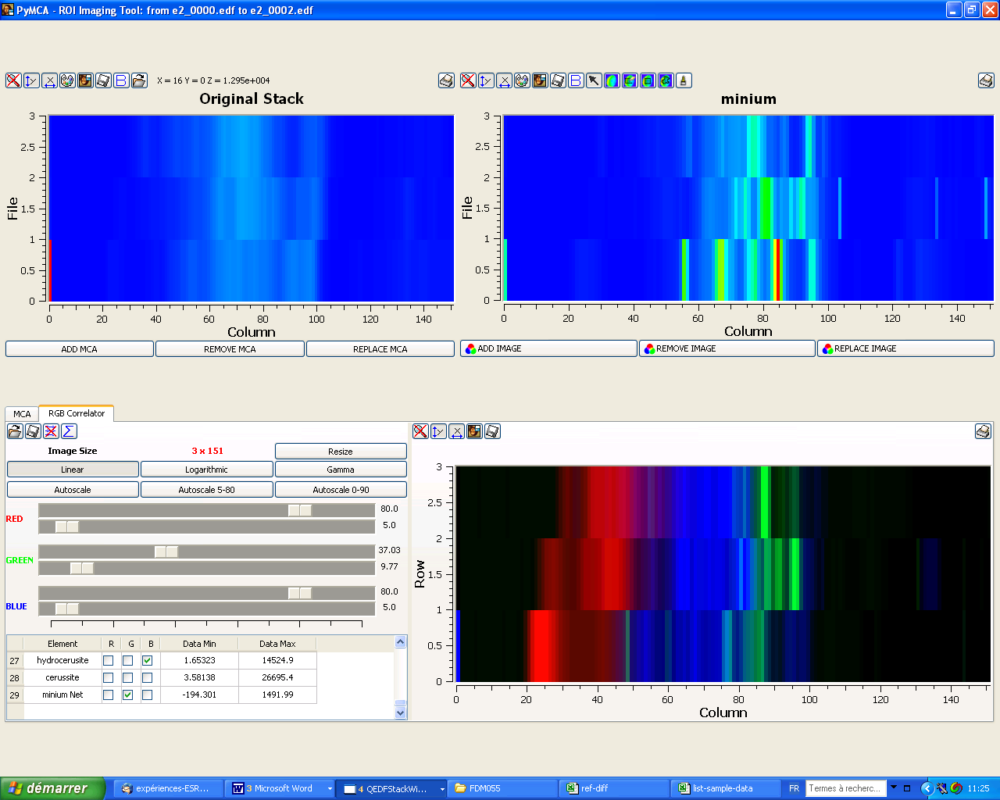 PyMCA - ROI Imaging Tool: from e2_0000.edf to e2_0002.edf
X = 16 Y = 0 Z = 1.295e+004
Original Stack
3
2.5
2
1.5
1
0.5
0
File
0 20 40 60 80 100 120 140
Column
minium
3
2.5
2
1.5
1
0.5
0
File
0 20 40 60 80 100 120 140
Column
ADD MCA REMOVE MCA REPLACE MCA
ADD IMAGE REMOVE IMAGE REPLACE IMAGE
MCA RGB Correlator
Image Size 3 x 151 Resize
Linear Logarithmic Gamma
Autoscale Autoscale 5-80 Autoscale 0-90
RED 80.0
5.0
GREEN 37.03
9.77
BLUE 80.0
5.0
Element R G B Data Min Data Max
27 hydrocerusite 1.65323 14524.9
28 cerussite 3.58138 26695.4
29 minium Net -194.301 1491.99
3
2.5
2
1.5
1
0.5
0
Row
0 20 40 60 80 100 120 140
Column
démarrer expériences-ESR... 3 Microsoft Word 4 QEDFStackWi... FDM055 ref-diff list-sample-data FR Termes à recherc... 11:25